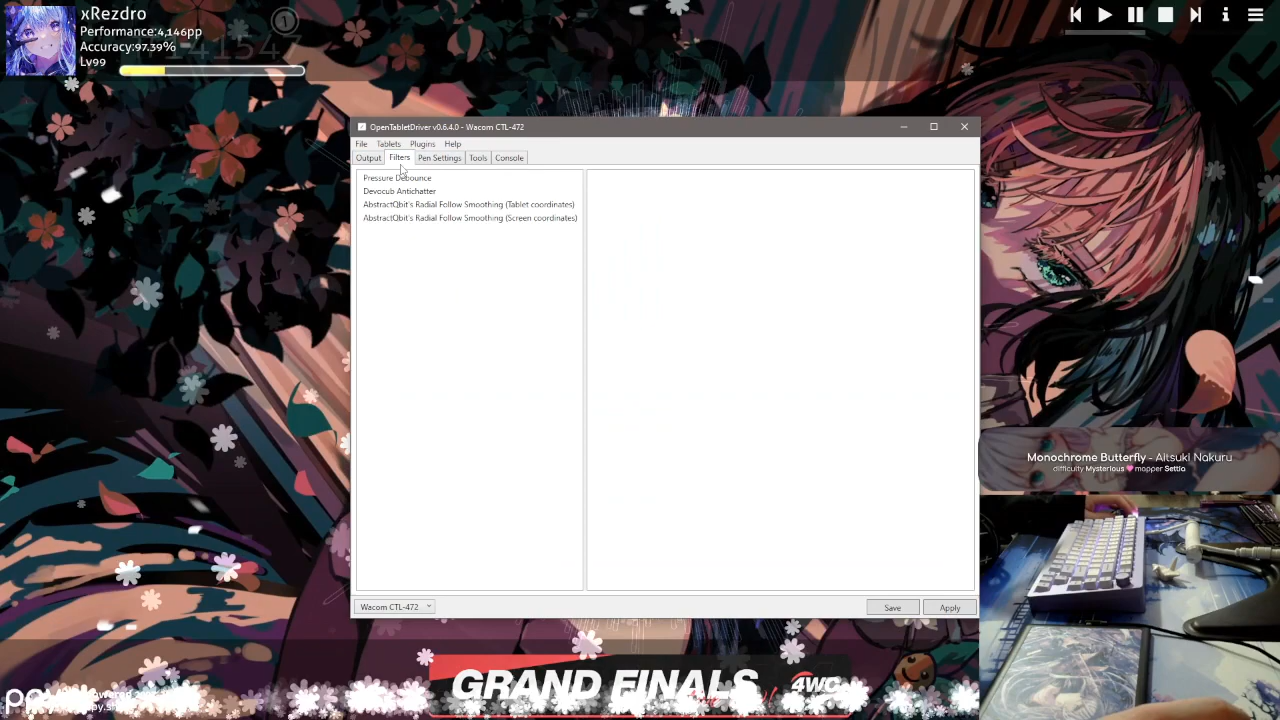 xRezdro
Performance:4,146pp
Accuracy:97.39%
Lv99
OpenTabletDriver v0.6.4.0 - Wacom CTL-472
File Tablets Plugins Help
Output Filters Pen Settings Tools Console
Pressure Debounce
Devocub Antichatter
AbstractQbit's Radial Follow Smoothing (Tablet coordinates)
AbstractQbit's Radial Follow Smoothing (Screen coordinates)
Wacom CTL-472
Save Apply
Monochrome Butterfly - Aitsuki Nakuru
difficulty Mysterious mapper Settia
GRAND FINALS
4WC